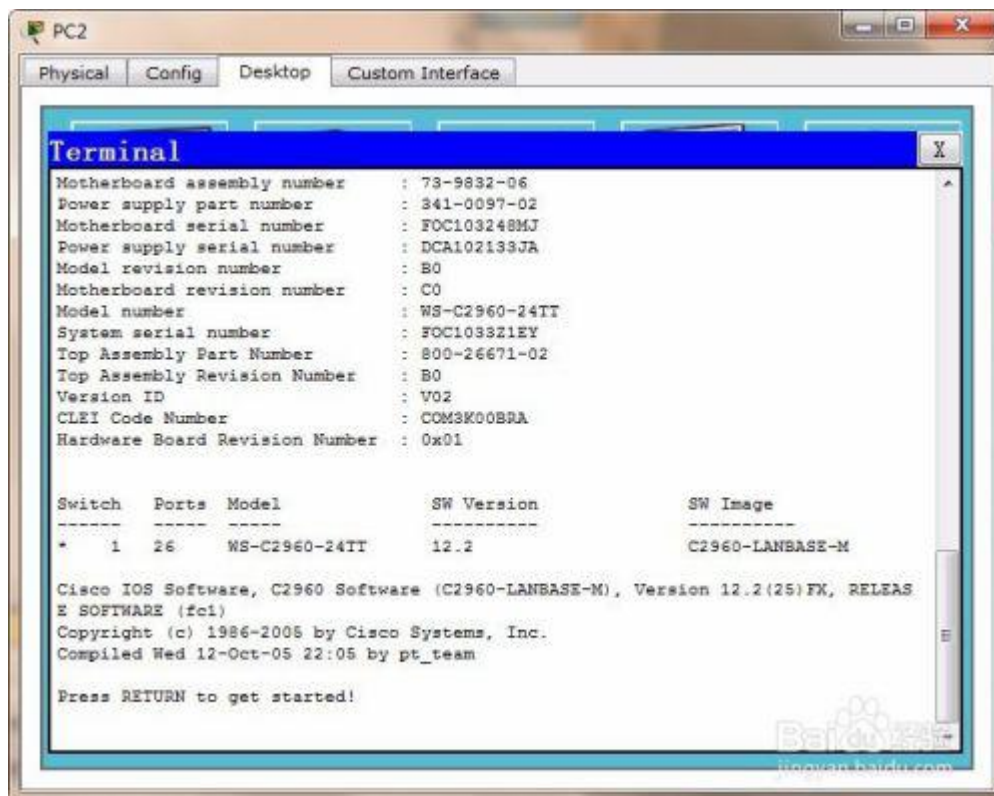 PC2
Physical Config Desktop Custom Interface
Terminal X
Motherboard assembly number : 73-9832-06
Power supply part number : 341-0097-02
Motherboard serial number : FOC103248MJ
Power supply serial number : DCA102133JA
Model revision number : B0
Motherboard revision number : C0
Model number : WS-C2960-24TT
System serial number : FOC1033Z1EY
Top Assembly Part Number : 800-26671-02
Top Assembly Revision Number : B0
Version ID : V02
CLEI Code Number : COM3K00BRA
Hardware Board Revision Number : 0x01
Switch Ports Model SW Version SW Image
------ ----- ----- ---------- ----------
* 1 26 WS-C2960-24TT 12.2 C2960-LANBASE-M
Cisco IOS Software, C2960 Software (C2960-LANBASE-M), Version 12.2(25)FX, RELEAS
E SOFTWARE (fc1)
Copyright (c) 1986-2005 by Cisco Systems, Inc.
Compiled Wed 12-Oct-05 22:05 by pt_team
Press RETURN to get started!
Baidu 经验
jingyan.baidu.com